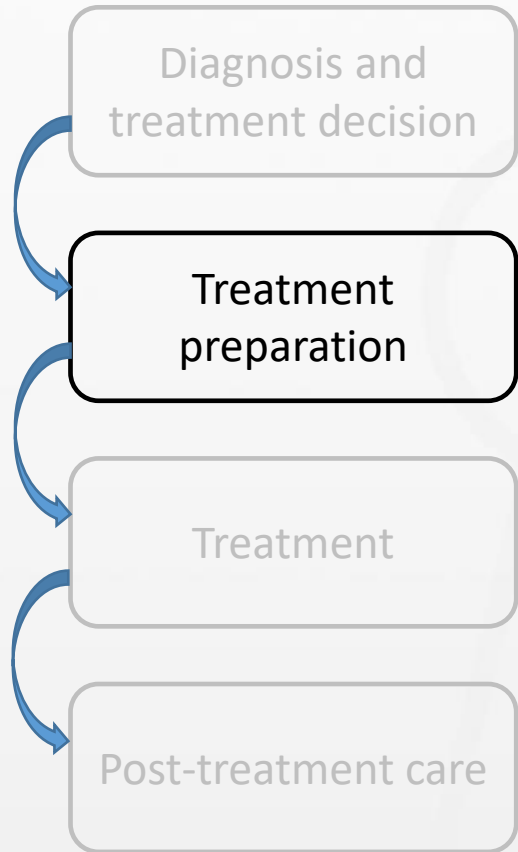 Diagnosis and
treatment decision
Treatment
preparation
Treatment
Post-treatment care